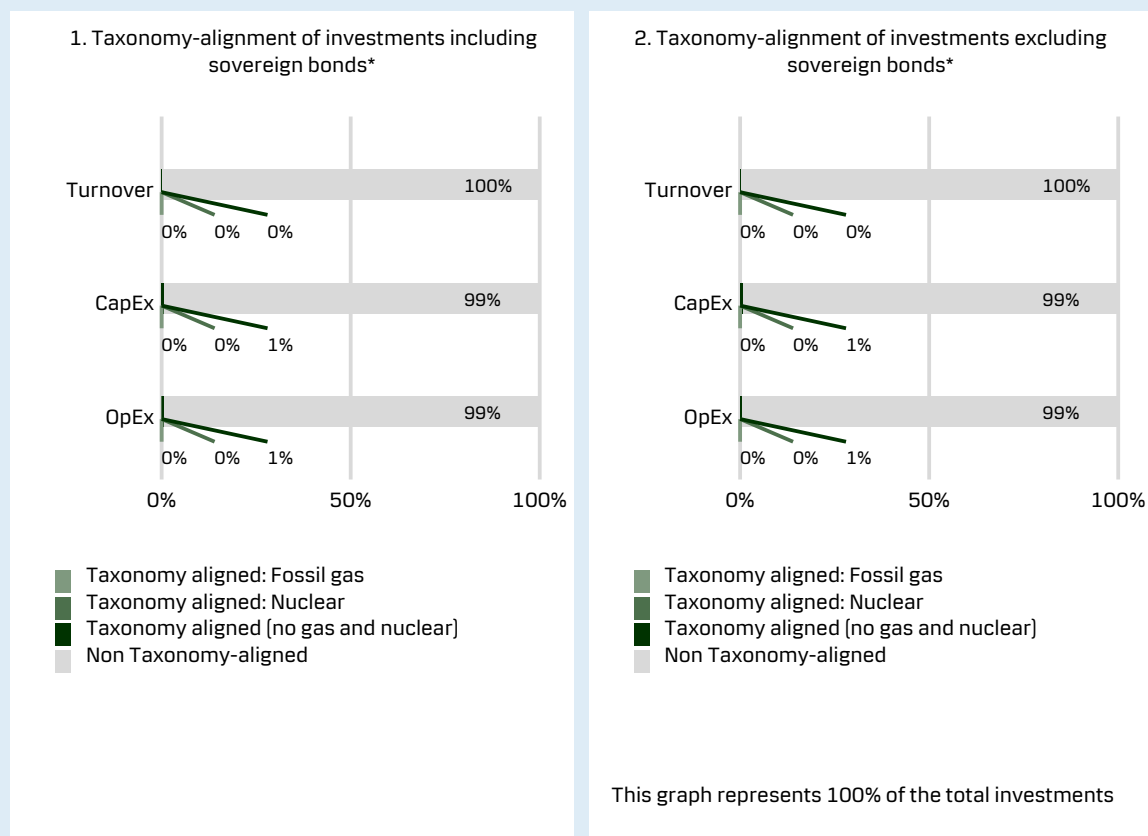 1. Taxonomy-alignment of investments including
sovereign bonds*
Turnover
100%
0% 0% 0%
CapEx
99%
0% 0% 1%
OpEx
99%
0% 0% 1%
0% 50% 100%
Taxonomy aligned: Fossil gas
Taxonomy aligned: Nuclear
Taxonomy aligned (no gas and nuclear)
Non Taxonomy-aligned
2. Taxonomy-alignment of investments excluding
sovereign bonds*
Turnover
100%
0% 0% 0%
CapEx
99%
0% 0% 1%
OpEx
99%
0% 0% 1%
0% 50% 100%
Taxonomy aligned: Fossil gas
Taxonomy aligned: Nuclear
Taxonomy aligned (no gas and nuclear)
Non Taxonomy-aligned
This graph represents 100% of the total investments